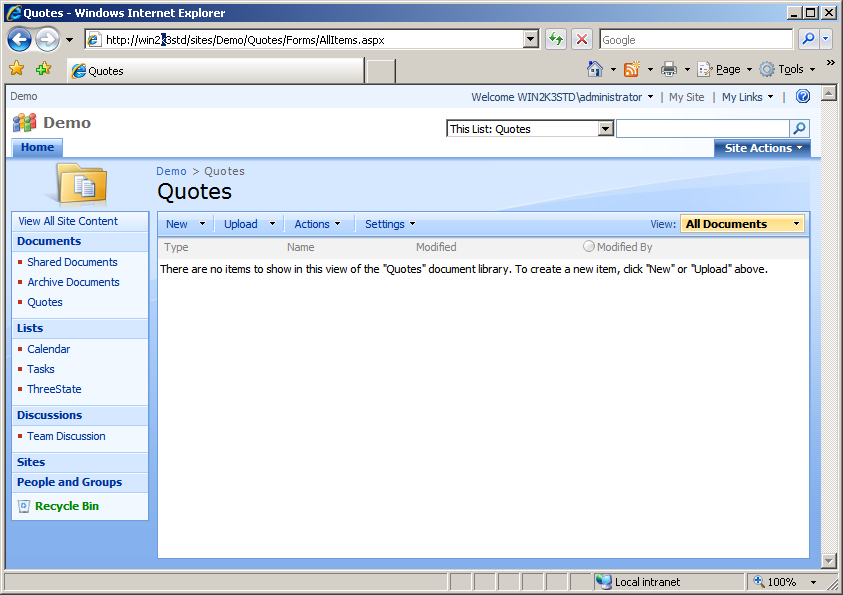 Quotes - Windows Internet Explorer
http://win2k3std/sites/Demo/Quotes/Forms/AllItems.aspx
Google
Quotes
Page
Tools
»
Demo
Welcome WIN2K3STD\administrator | My Site | My Links |
Demo
This List: Quotes
Home
Site Actions
Demo > Quotes
Quotes
View All Site Content
Documents
Shared Documents
Archive Documents
Quotes
Lists
Calendar
Tasks
ThreeState
Discussions
Team Discussion
Sites
People and Groups
Recycle Bin
New Upload Actions Settings View: All Documents
Type Name Modified Modified By
There are no items to show in this view of the "Quotes" document library. To create a new item, click "New" or "Upload" above.
Local intranet
100%